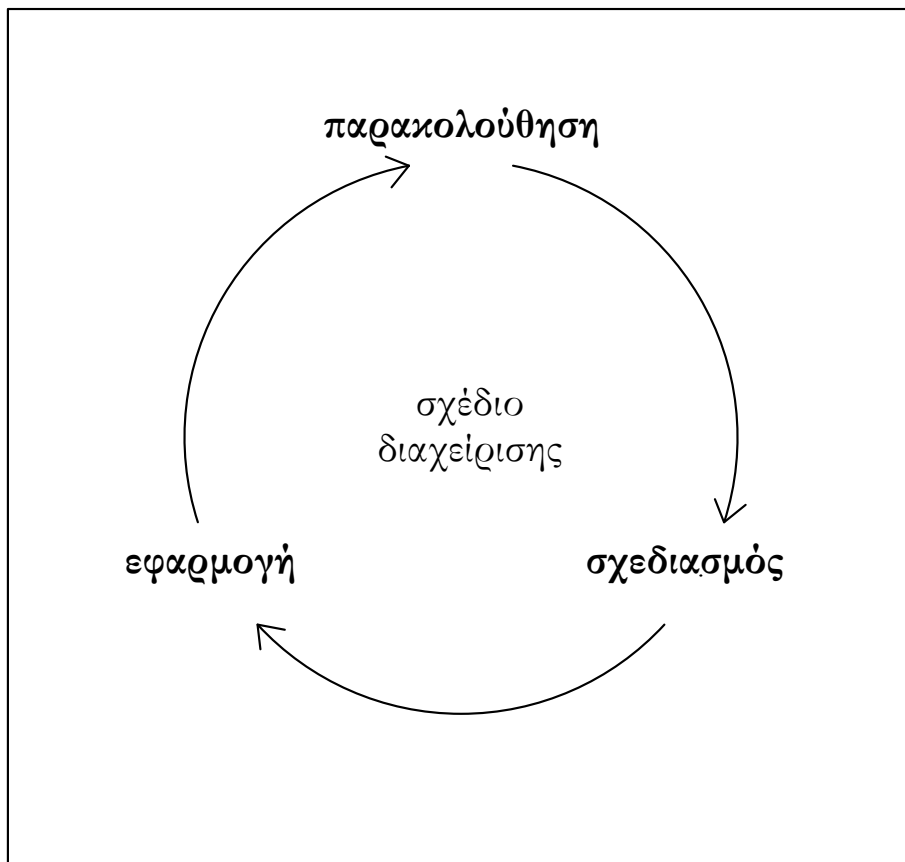 παρακολούθηση
σχέδιο
διαχείρισης
εφαρμογή
σχεδιασμός